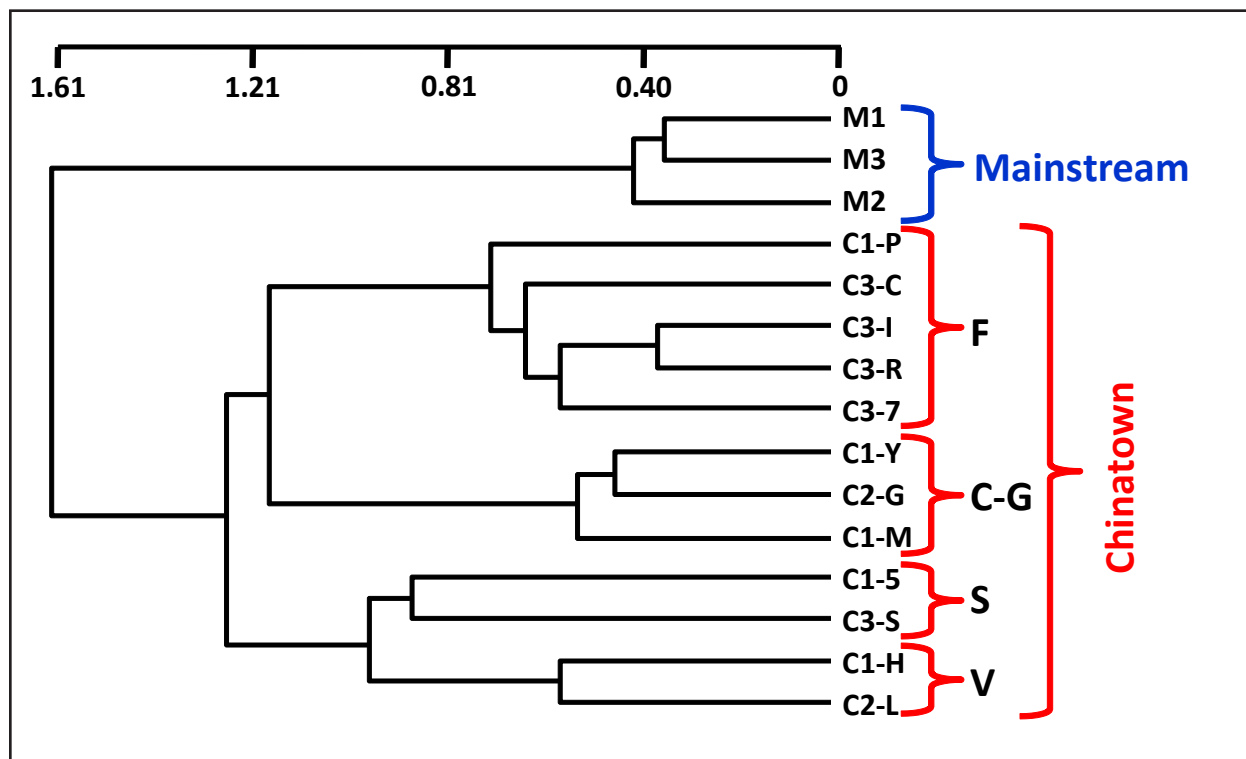 1.61 1.21 0.81 0.40 0
M1
M3
M2
Mainstream
C1-P
C3-C
C3-I
C3-R
C3-7
F
C1-Y
C2-G
C1-M
C-G
C1-5
C3-S
S
C1-H
C2-L
V
Chinatown